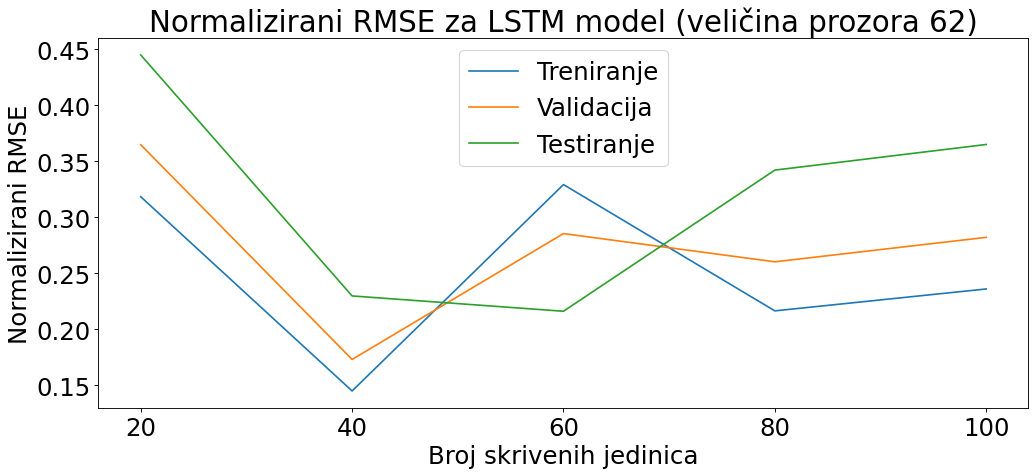 Normalizirani RMSE za LSTM model (veličina prozora 62)
Normalizirani RMSE
0.45
0.40
0.35
0.30
0.25
0.20
0.15
Treniranje
Validacija
Testiranje
20 40 60 80 100
Broj skrivenih jedinica